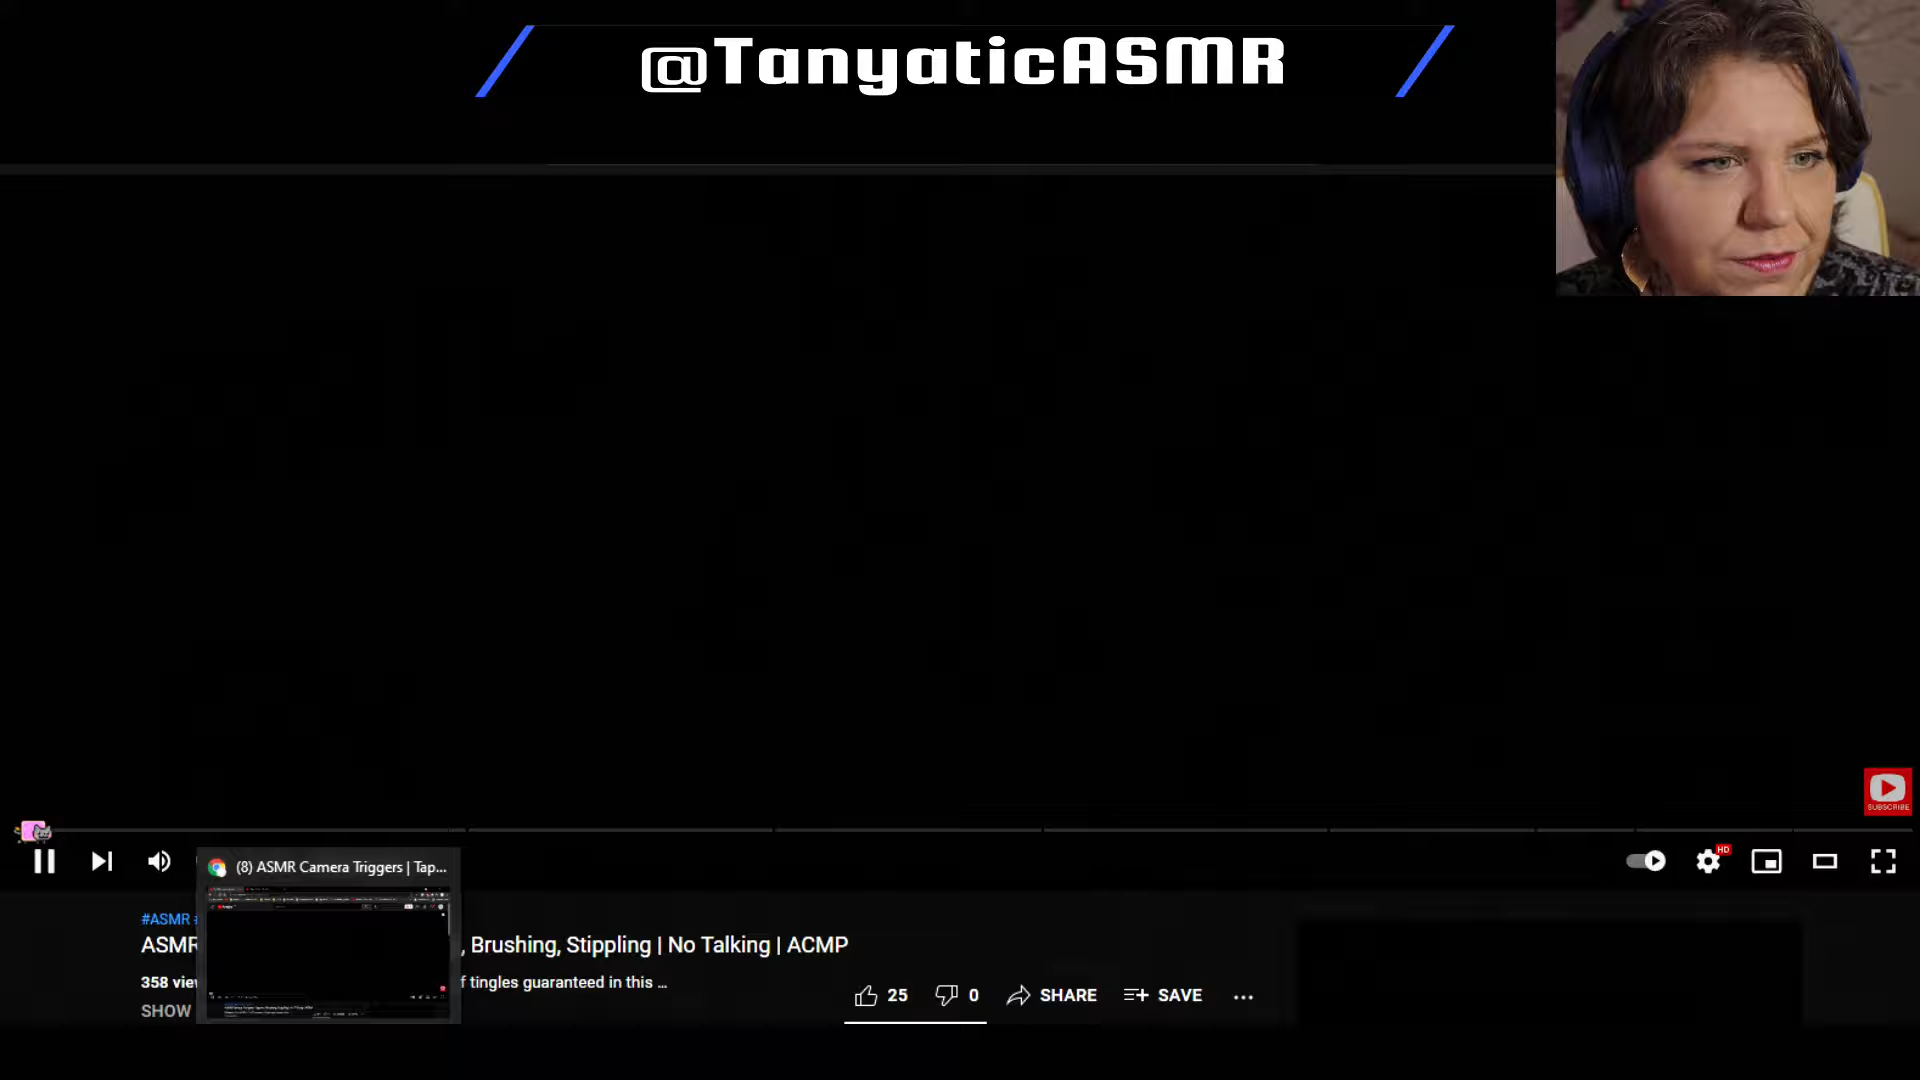 @TanyaticASMR
SUBSCRIBE
HD
(8) ASMR Camera Triggers | Tap...
#ASMR
ASMR , Brushing, Stippling | No Talking | ACMP
358 view f tingles guaranteed in this ...
SHOW
25 0 SHARE SAVE